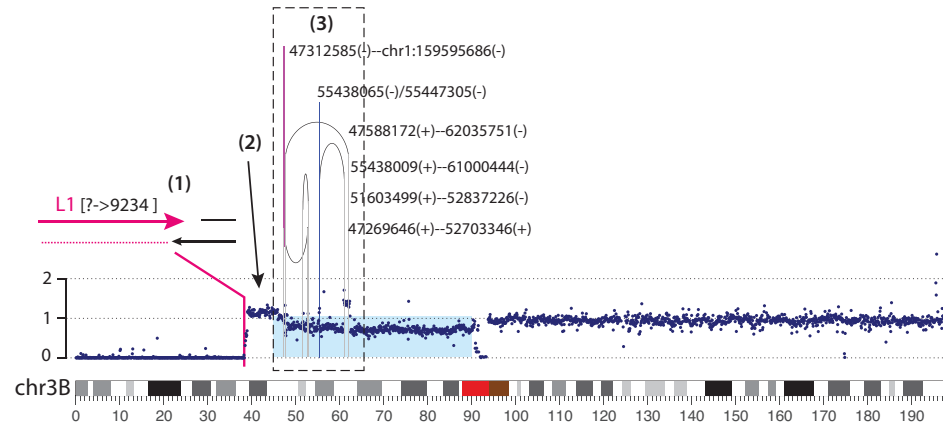 (3)
47312585(-)--chr1:159595686(-)
55438065(-)/55447305(-)
(2)
47588172(+)--62035751(-)
55438009(+)--61000444(-)
(1)
L1 [?->9234 ]
51603499(+)--52837226(-)
47269646(+)--52703346(+)
2
1
0
chr3B
0 10 20 30 40 50 60 70 80 90 100 110 120 130 140 150 160 170 180 190